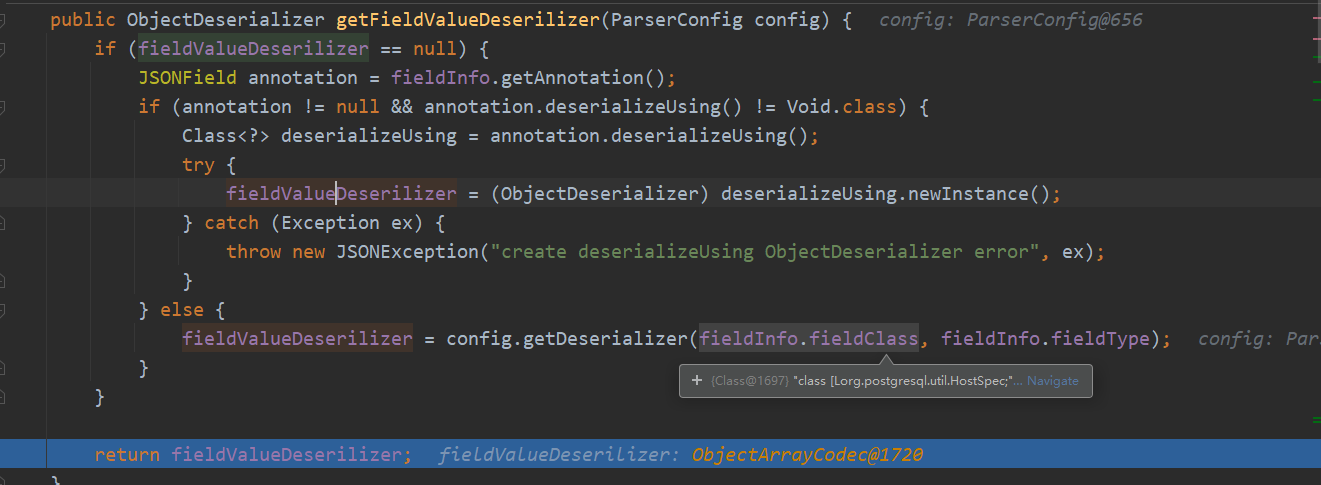 public ObjectDeserializer getFieldValueDeserilizer(ParserConfig config) {  config: ParserConfig@656
if (fieldValueDeserilizer == null) {
JSONField annotation = fieldInfo.getAnnotation();
if (annotation != null && annotation.deserializeUsing() != Void.class) {
Class<?> deserializeUsing = annotation.deserializeUsing();
try {
fieldValueDeserilizer = (ObjectDeserializer) deserializeUsing.newInstance();
} catch (Exception ex) {
throw new JSONException("create deserializeUsing ObjectDeserializer error", ex);
}
} else {
fieldValueDeserilizer = config.getDeserializer(fieldInfo.fieldClass, fieldInfo.fieldType);  config: Par
+ {Class@1697} "class [Lorg.postgresql.util.HostSpec;"... Navigate
}
}
return fieldValueDeserilizer;  fieldValueDeserilizer: ObjectArrayCodec@1720
}